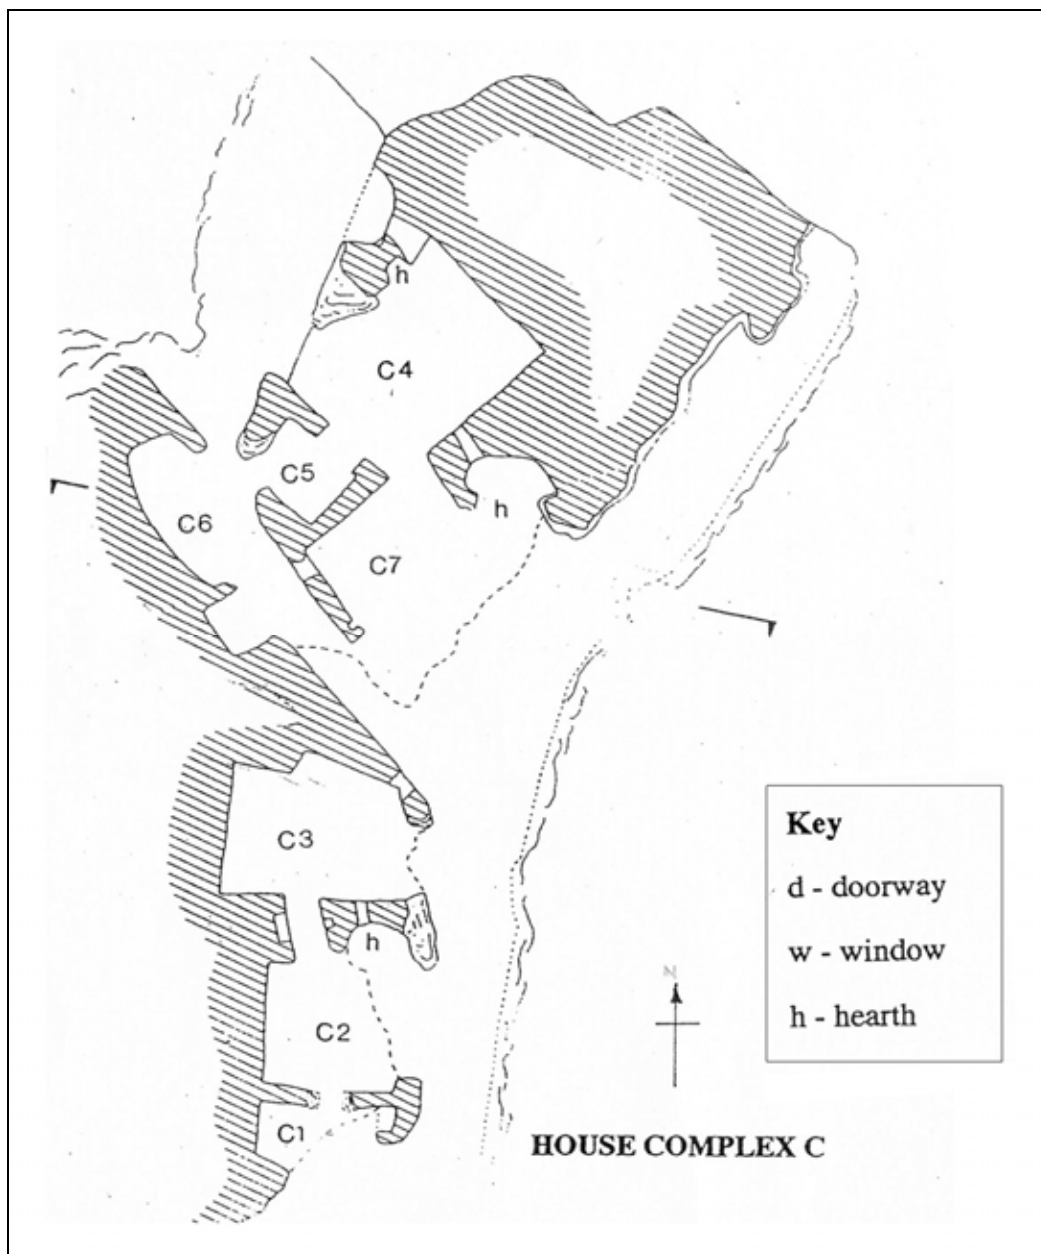 h
C4
C5
C6
h
C7
C3
h
C2
C1
N
Key
d - doorway
w - window
h - hearth
HOUSE COMPLEX C